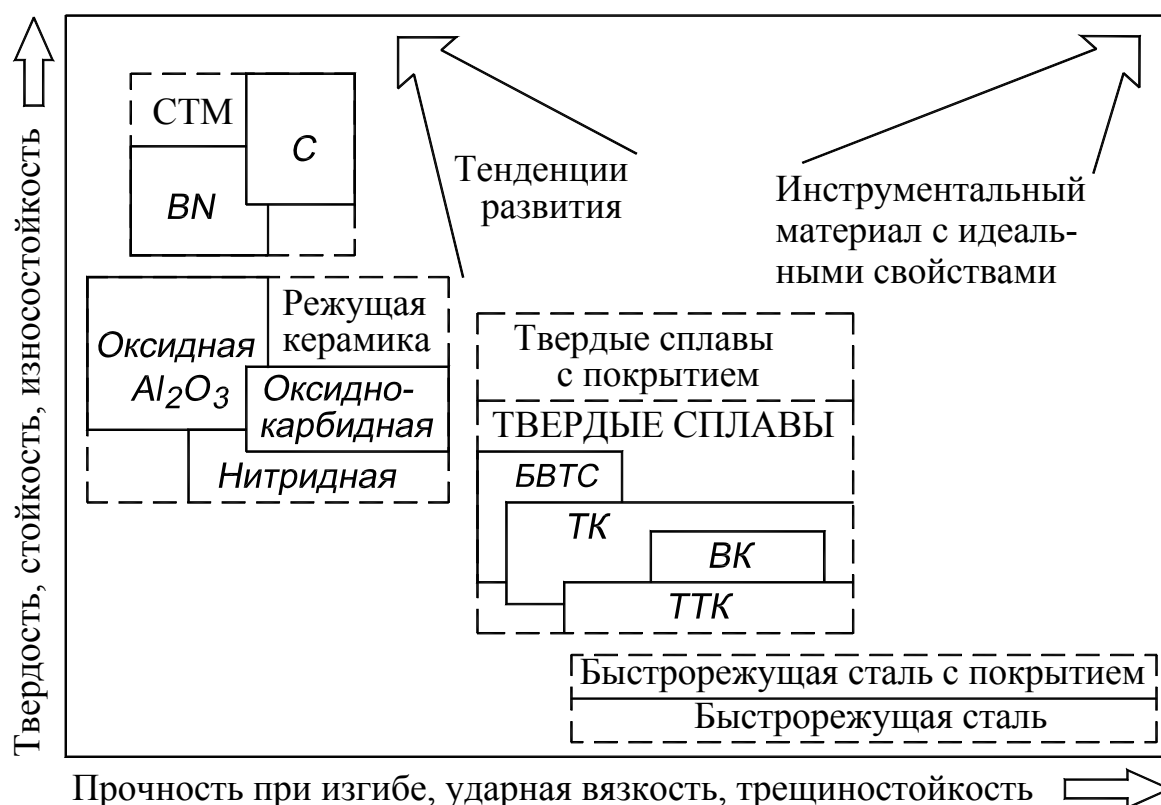 Твердость, стойкость, износостойкость
СТМ
C
BN
Тенденции
развития
Инструментальный
материал с идеаль-
ными свойствами
Режущая
керамика
Оксидная
Al₂O₃
Оксидно-
карбидная
Нитридная
Твердые сплавы
с покрытием
ТВЕРДЫЕ СПЛАВЫ
БВТС
ТК
ВК
ТТК
Быстрорежущая сталь с покрытием
Быстрорежущая сталь
Прочность при изгибе, ударная вязкость, трещиностойкость